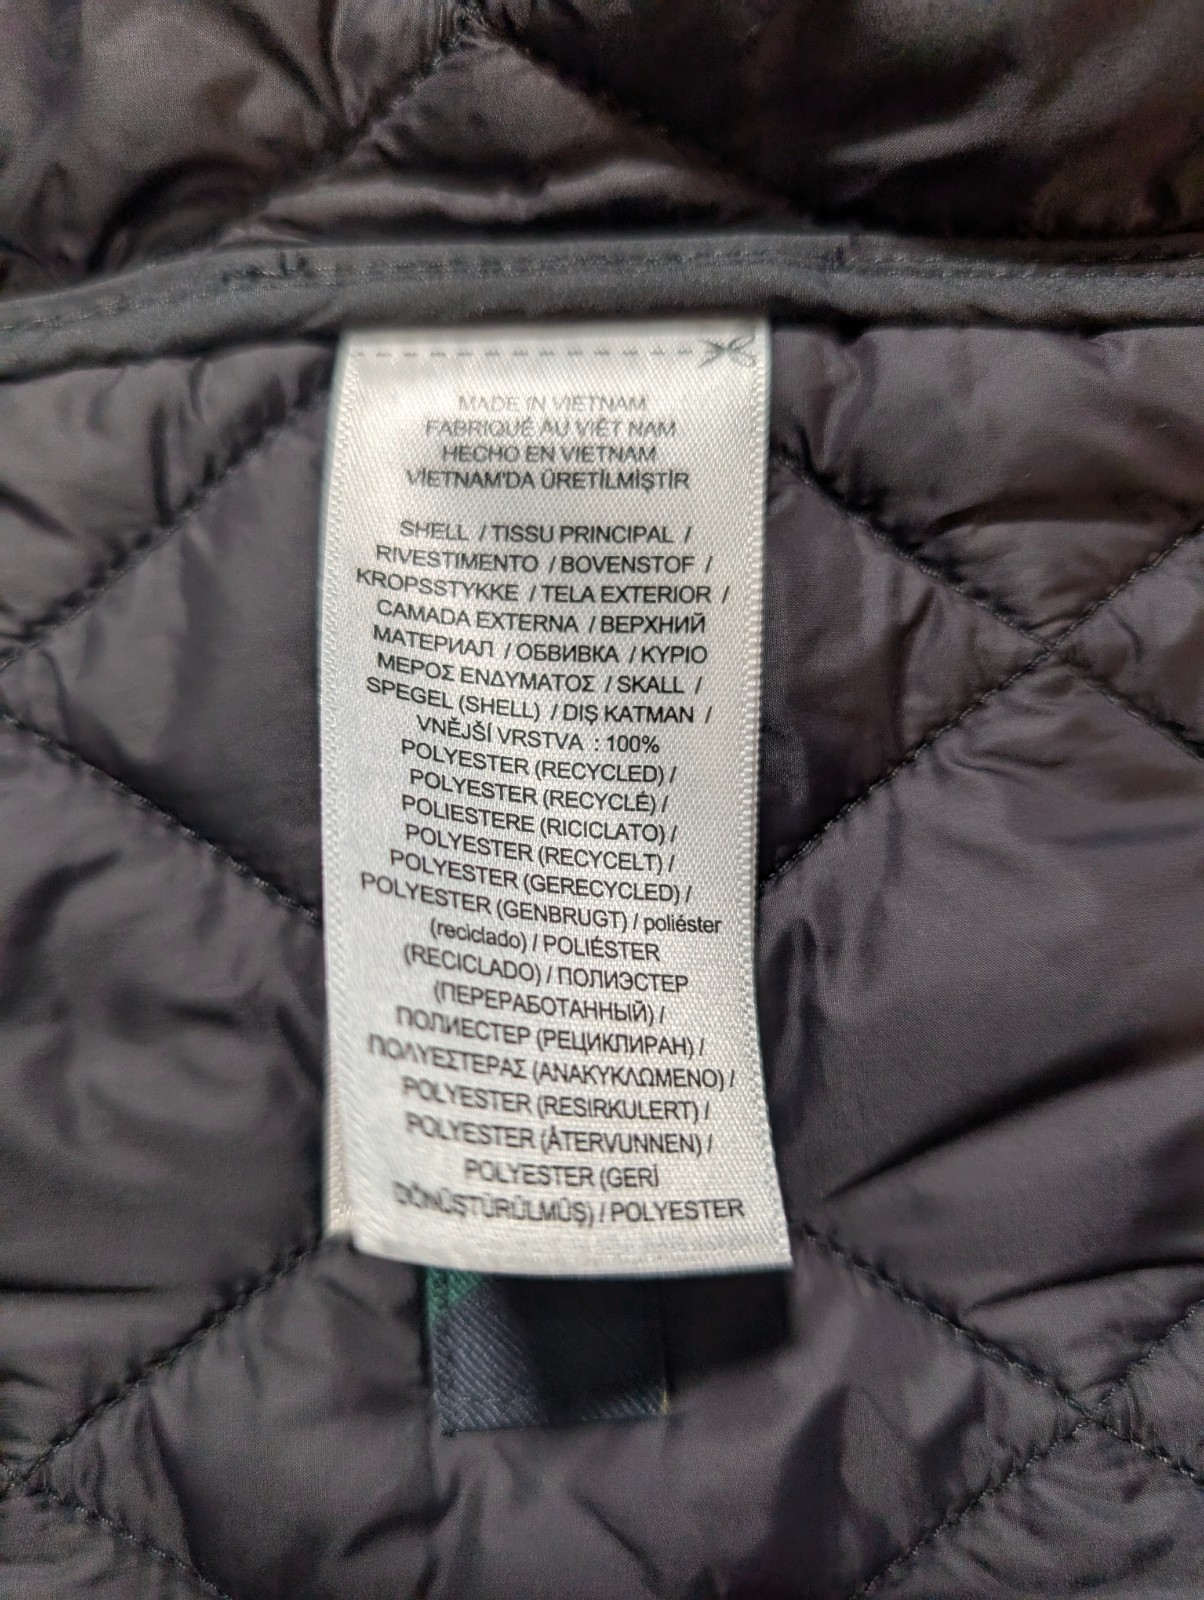 MADE IN VIETNAM
FABRIQUÉ AU VIÊT NAM
HECHO EN VIETNAM
VİETNAM'DA ÜRETİLMİŞTİR
SHELL / TISSU PRINCIPAL /
RIVESTIMENTO / BOVENSTOF /
KROPSSTYKKE / TELA EXTERIOR /
CAMADA EXTERNA / ВЕРХНИЙ
МАТЕРИАЛ / ОБВИВКА / ΚΥΡΙΟ
ΜΕΡΟΣ ΕΝΔΥΜΑΤΟΣ / SKALL /
SPEGEL (SHELL) / DIŞ KATMAN /
VNĚJŠÍ VRSTVA : 100%
POLYESTER (RECYCLED) /
POLYESTER (RECYCLÉ) /
POLIESTERE (RICICLATO) /
POLYESTER (RECYCELT) /
POLYESTER (GERECYCLED) /
POLYESTER (GENBRUGT) / poliéster
(reciclado) / POLIÉSTER
(RECICLADO) / ПОЛИЭСТЕР
(ПЕРЕРАБОТАННЫЙ) /
ПОЛИЕСТЕР (РЕЦИКЛИРАН) /
ΠΟΛΥΕΣΤΕΡΑΣ (ΑΝΑΚΥΚΛΩΜΕΝΟ) /
POLYESTER (RESIRKULERT) /
POLYESTER (ÅTERVUNNEN) /
POLYESTER (GERİ
DÖNÜŞTÜRÜLMÜŞ) / POLYESTER